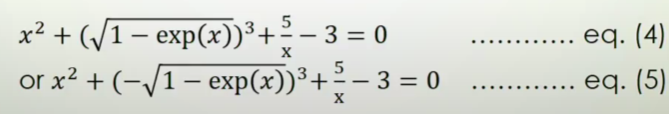 x² + (√1 − exp(x))³ + 5/x − 3 = 0 ............ eq. (4)
or x² + (−√1 − exp(x))³ + 5/x − 3 = 0 ............ eq. (5)